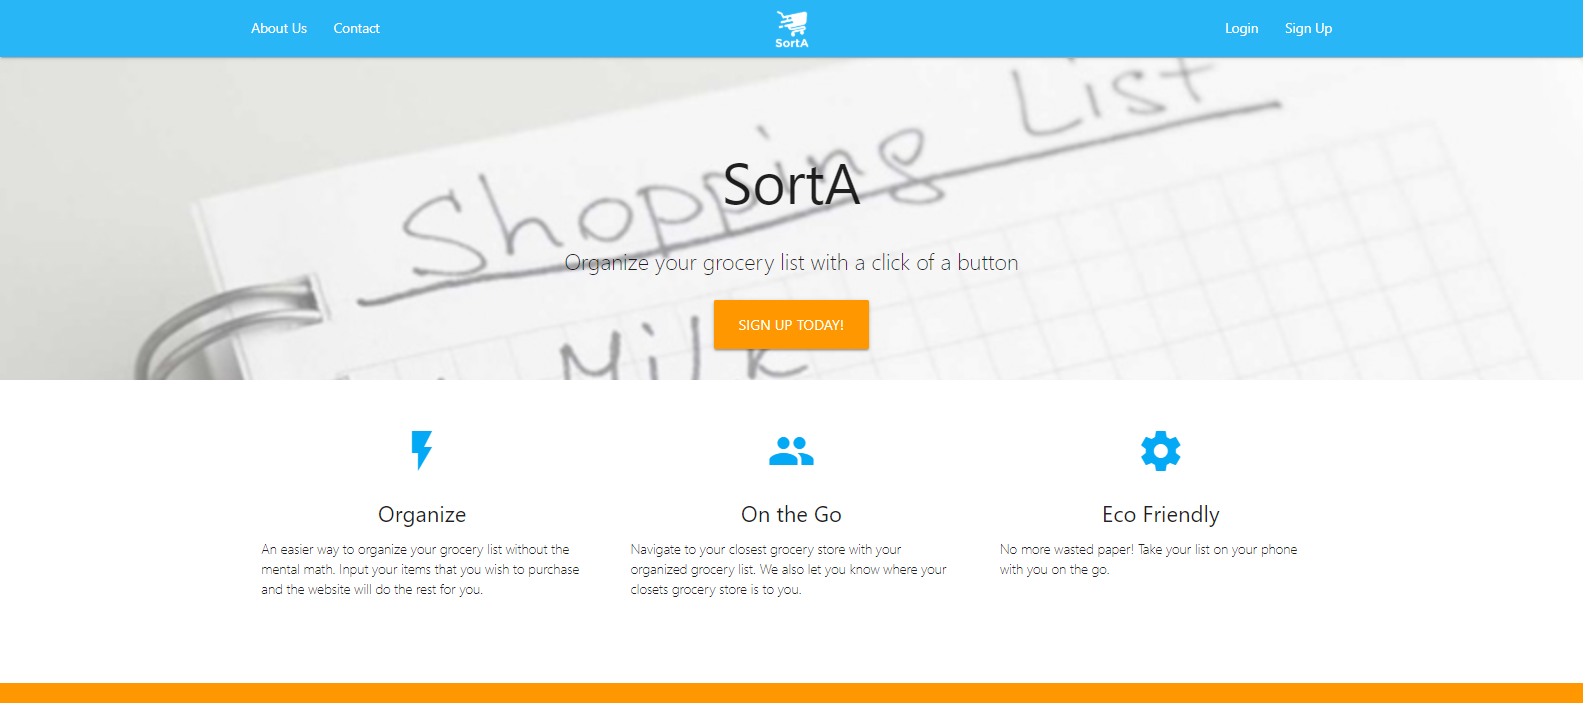 About Us
Contact
SortA
Login
Sign Up
Shopping List
SortA
Organize your grocery list with a click of a button
SIGN UP TODAY!
Milk
Organize
An easier way to organize your grocery list without the
mental math. Input your items that you wish to purchase
and the website will do the rest for you.
On the Go
Navigate to your closest grocery store with your
organized grocery list. We also let you know where your
closets grocery store is to you.
Eco Friendly
No more wasted paper! Take your list on your phone
with you on the go.